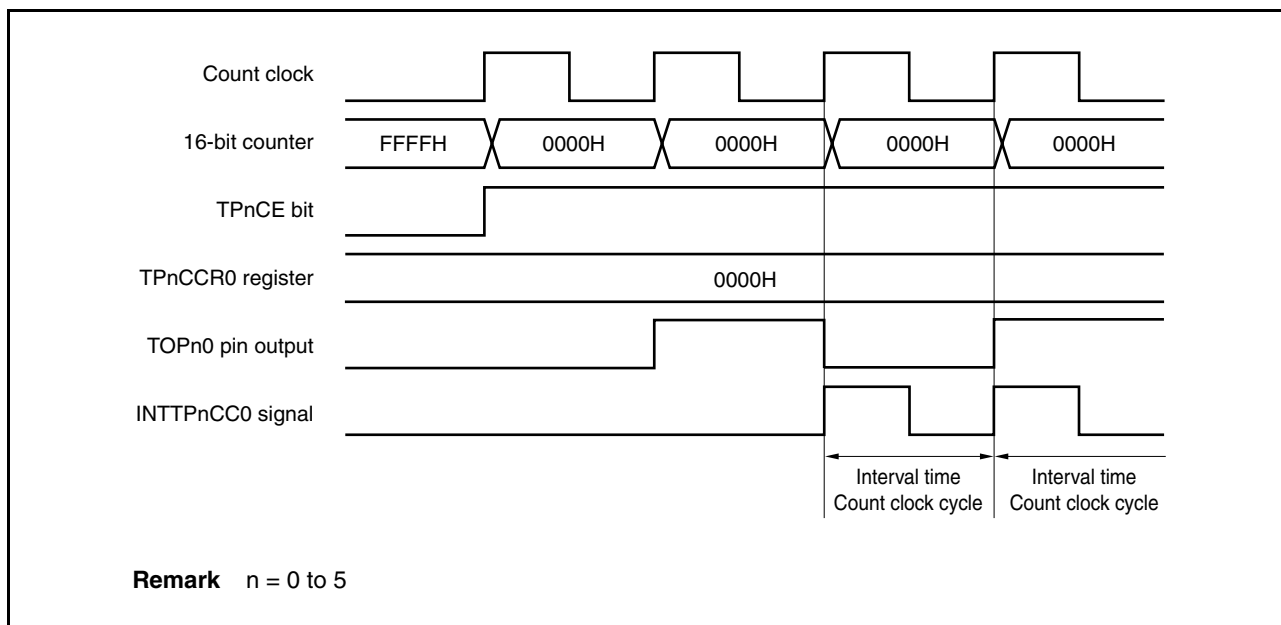 Count clock
16-bit counter
FFFFH 0000H 0000H 0000H 0000H
TPnCE bit
TPnCCR0 register
0000H
TOPn0 pin output
INTTPnCC0 signal
Interval time
Count clock cycle
Interval time
Count clock cycle
Remark n = 0 to 5